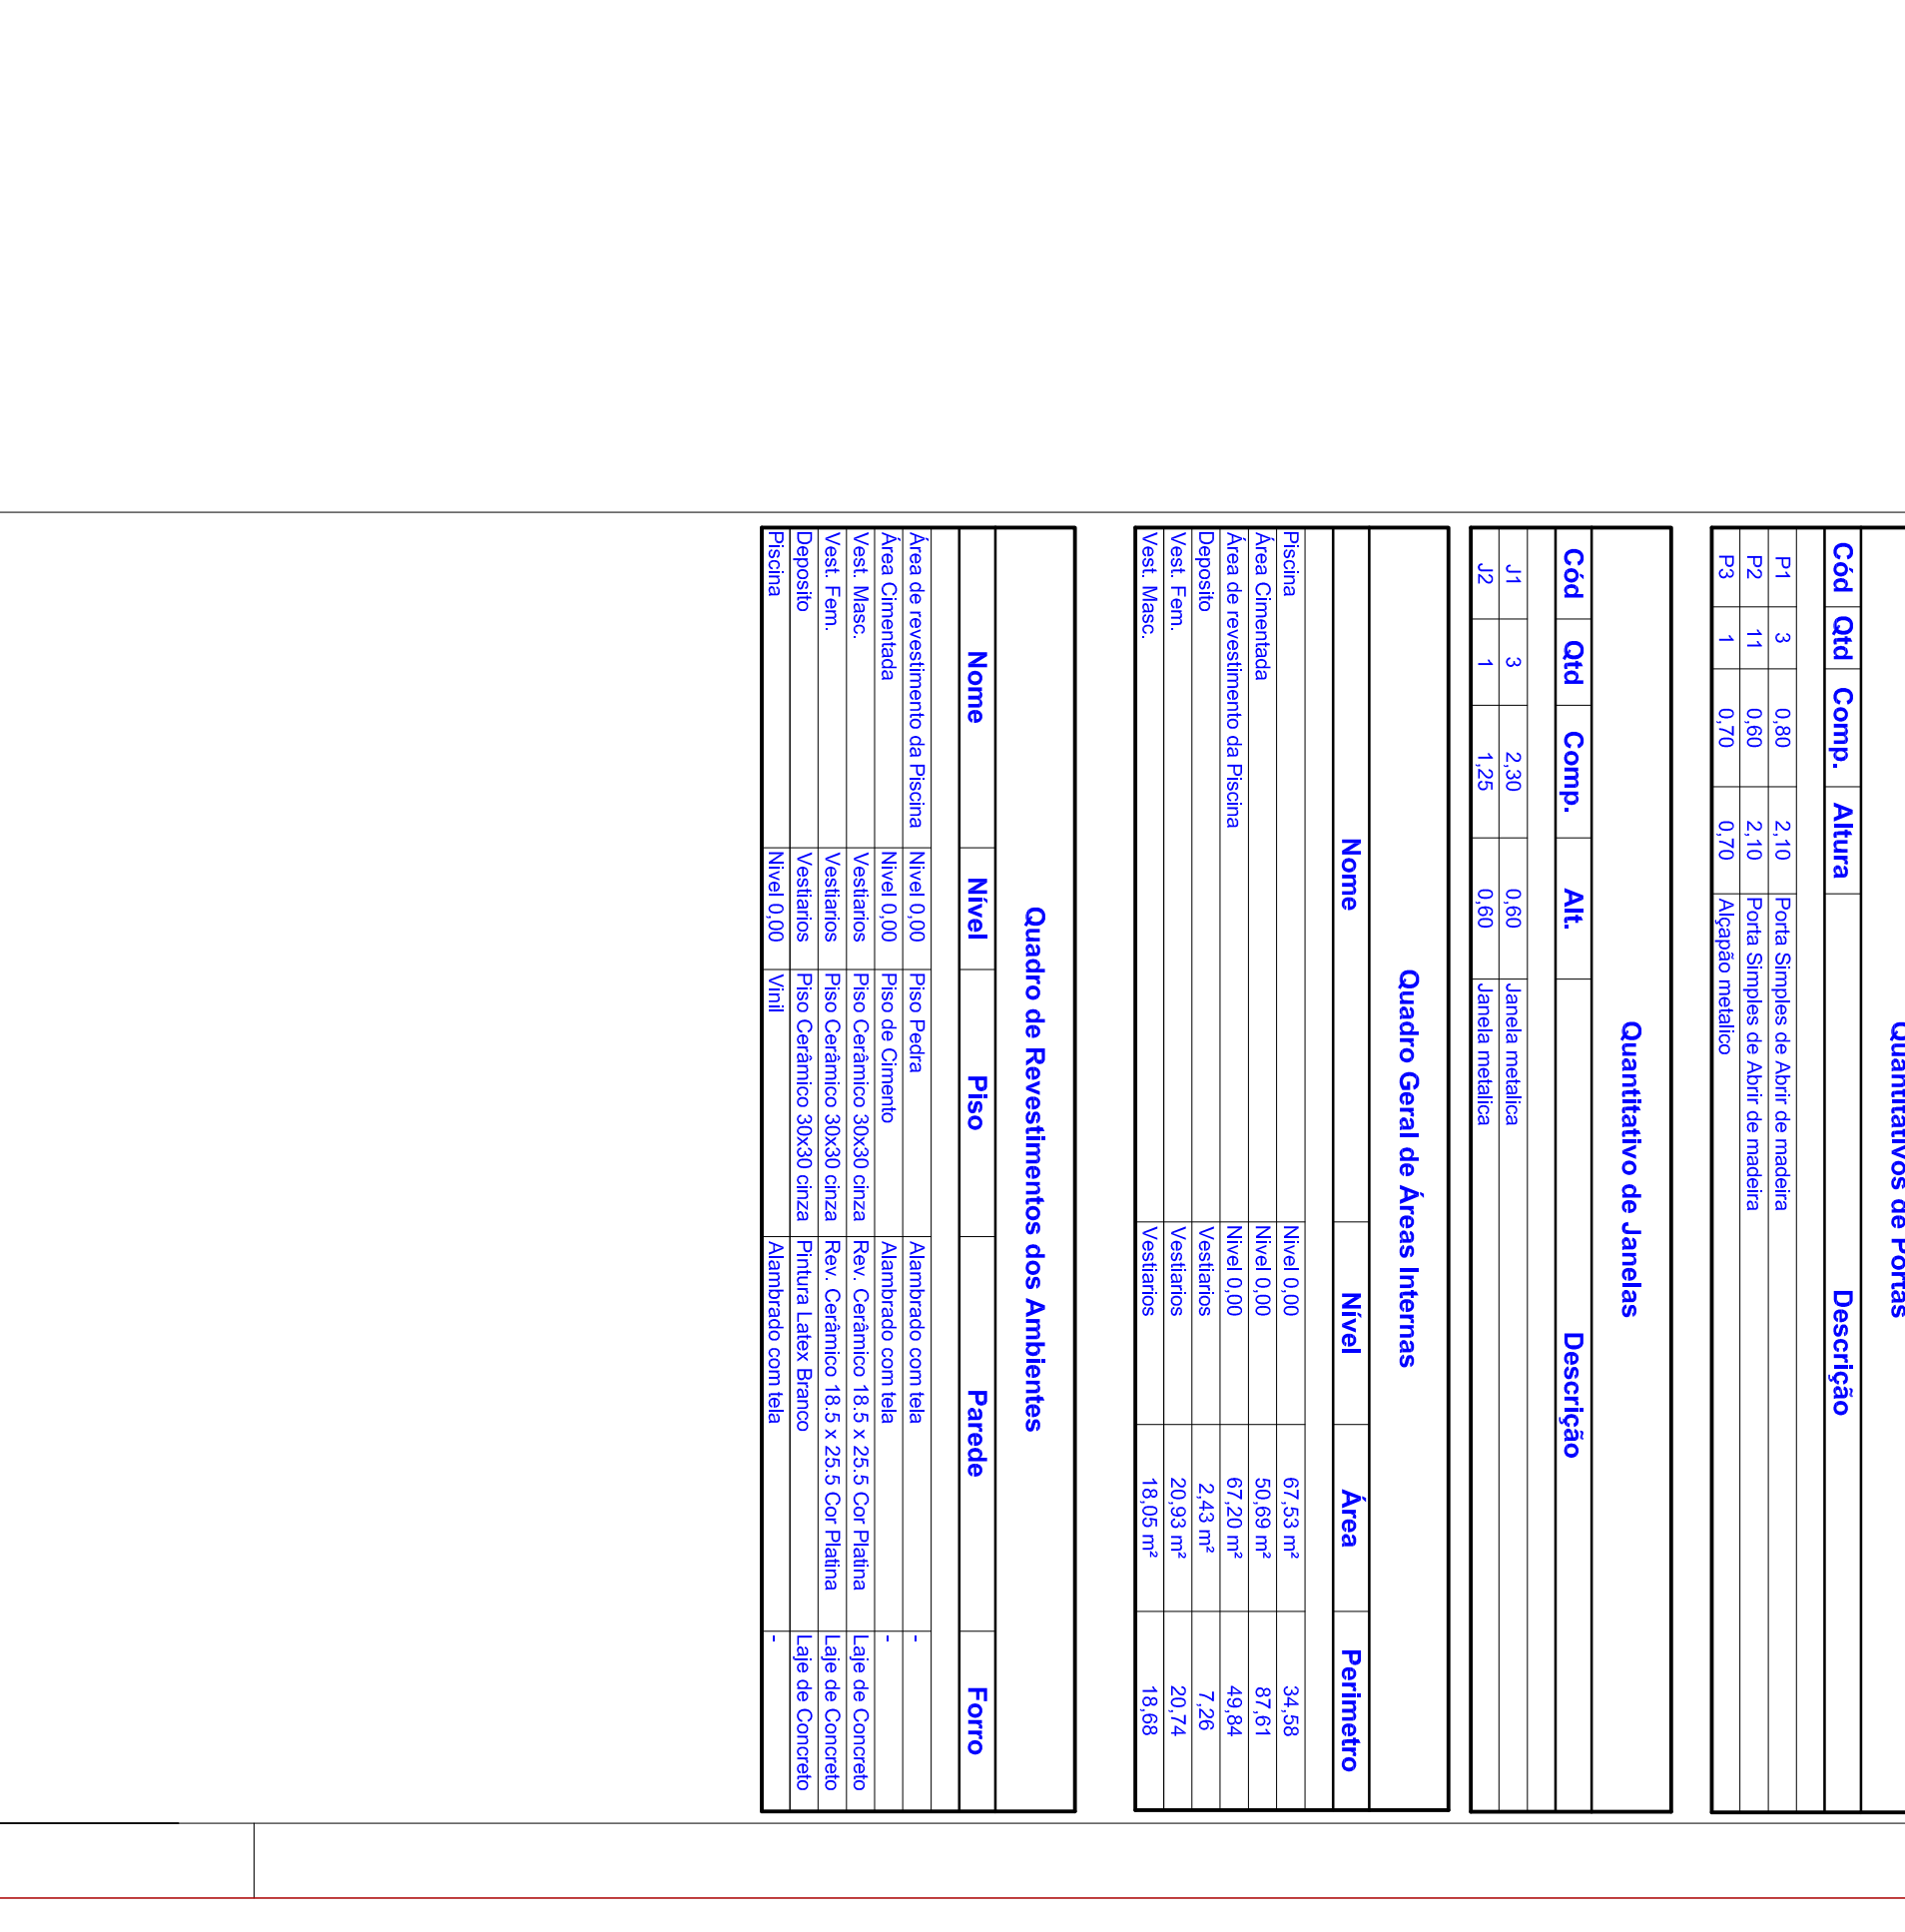 Quantitativos de Portas
Cód Qtd Comp. Altura Descrição
P1 3 0,80 2,10 Porta Simples de Abrir de madeira
P2 11 0,60 2,10 Porta Simples de Abrir de madeira
P3 1 0,70 0,70 Alçapão metalico
Quantitativo de Janelas
Cód Qtd Comp. Alt. Descrição
J1 3 2,30 0,60 Janela metalica
J2 1 1,25 0,60 Janela metalica
Quadro Geral de Áreas Internas
Nome Nível Área Perimetro
Piscina Nivel 0,00 67,53 m² 34,58
Área Cimentada Nivel 0,00 50,69 m² 87,61
Área de revestimento da Piscina Nivel 0,00 67,20 m² 49,84
Deposito Vestiarios 2,43 m² 7,26
Vest. Fem. Vestiarios 20,93 m² 20,74
Vest. Masc. Vestiarios 18,05 m² 18,68
Quadro de Revestimentos dos Ambientes
Nome Nível Piso Parede Forro
Área de revestimento da Piscina Nivel 0,00 Piso Pedra Alambrado com tela -
Área Cimentada Nivel 0,00 Piso de Cimento Alambrado com tela -
Vest. Masc. Vestiarios Piso Cerâmico 30x30 cinza Rev. Cerâmico 18.5 x 25.5 Cor Platina Laje de Concreto
Vest. Fem. Vestiarios Piso Cerâmico 30x30 cinza Rev. Cerâmico 18.5 x 25.5 Cor Platina Laje de Concreto
Deposito Vestiarios Piso Cerâmico 30x30 cinza Pintura Latex Branco Laje de Concreto
Piscina Nivel 0,00 Vinil Alambrado com tela -